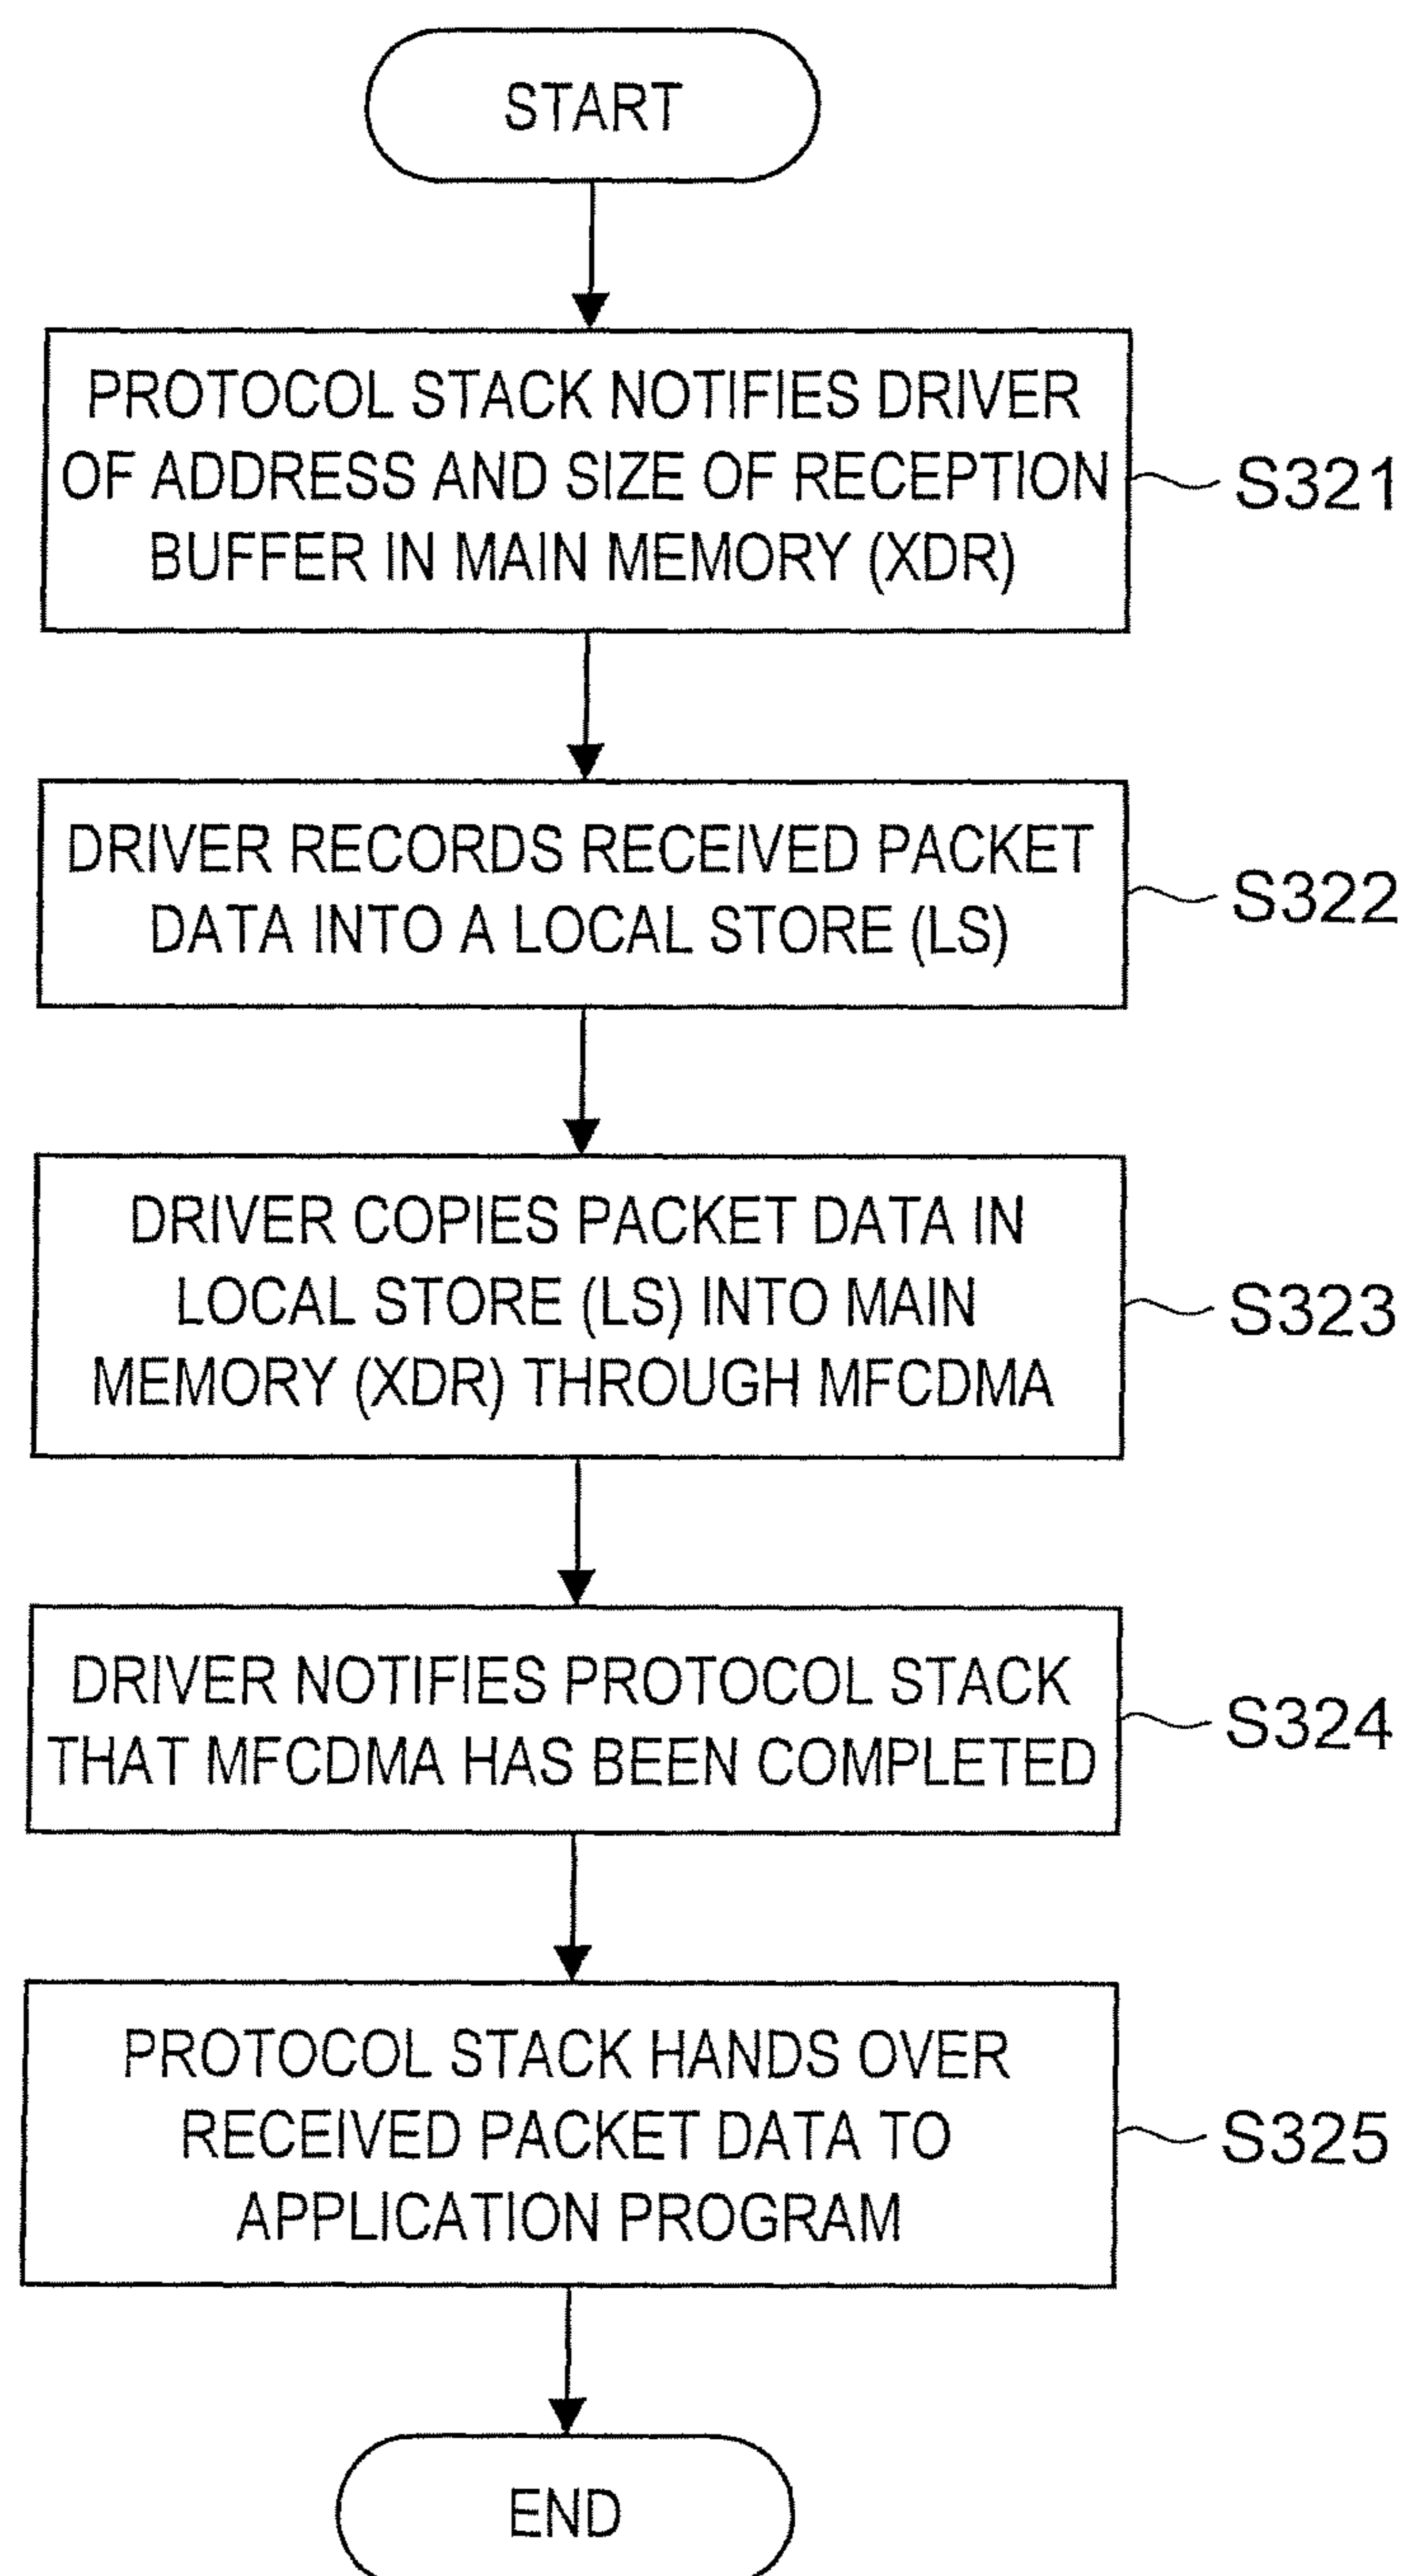 START
PROTOCOL STACK NOTIFIES DRIVER
OF ADDRESS AND SIZE OF RECEPTION
BUFFER IN MAIN MEMORY (XDR)
S321
DRIVER RECORDS RECEIVED PACKET
DATA INTO A LOCAL STORE (LS)
S322
DRIVER COPIES PACKET DATA IN
LOCAL STORE (LS) INTO MAIN
MEMORY (XDR) THROUGH MFCDMA
S323
DRIVER NOTIFIES PROTOCOL STACK
THAT MFCDMA HAS BEEN COMPLETED
S324
PROTOCOL STACK HANDS OVER
RECEIVED PACKET DATA TO
APPLICATION PROGRAM
S325
END